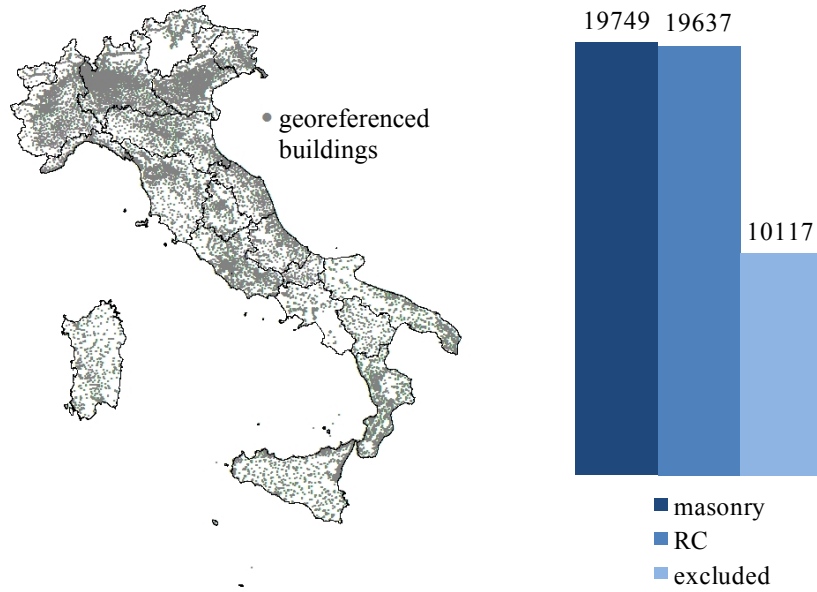 georeferenced
buildings
19749
19637
10117
masonry
RC
excluded